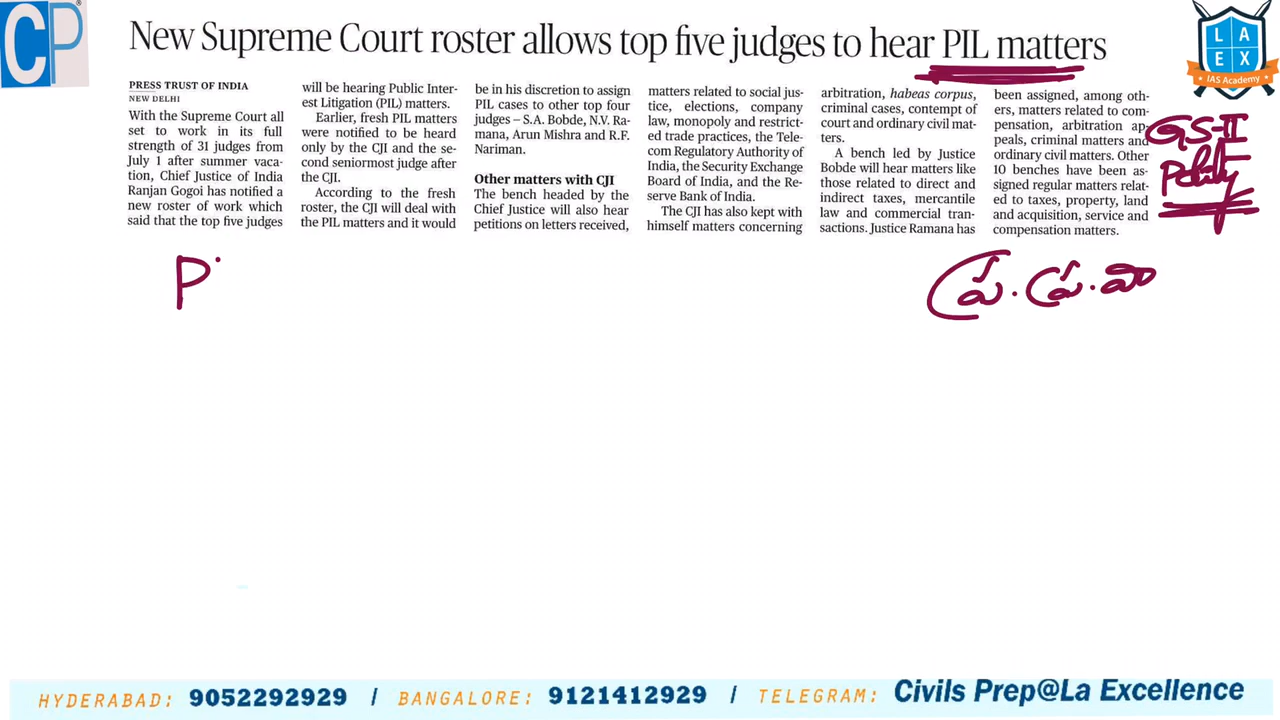 CP
New Supreme Court roster allows top five judges to hear PIL matters
L A
E X
IAS Academy
PRESS TRUST OF INDIA
NEW DELHI
With the Supreme Court all
set to work in its full
strength of 31 judges from
July 1 after summer vaca-
tion, Chief Justice of India
Ranjan Gogoi has notified a
new roster of work which
said that the top five judges
will be hearing Public Inter-
est Litigation (PIL) matters.
Earlier, fresh PIL matters
were notified to be heard
only by the CJI and the se-
cond seniormost judge after
the CJI.
According to the fresh
roster, the CJI will deal with
the PIL matters and it would
be in his discretion to assign
PIL cases to other top four
judges – S.A. Bobde, N.V. Ra-
mana, Arun Mishra and R.F.
Nariman.
Other matters with CJI
The bench headed by the
Chief Justice will also hear
petitions on letters received,
matters related to social jus-
tice, elections, company
law, monopoly and restrict-
ed trade practices, the Tele-
com Regulatory Authority of
India, the Security Exchange
Board of India, and the Re-
serve Bank of India.
The CJI has also kept with
himself matters concerning
arbitration, habeas corpus,
criminal cases, contempt of
court and ordinary civil mat-
ters.
A bench led by Justice
Bobde will hear matters like
those related to direct and
indirect taxes, mercantile
law and commercial tran-
sactions. Justice Ramana has
been assigned, among oth-
ers, matters related to com-
pensation, arbitration ap-
peals, criminal matters and
ordinary civil matters. Other
10 benches have been as-
signed regular matters relat-
ed to taxes, property, land
and acquisition, service and
compensation matters.
GS-II
Polity
P
HYDERABAD: 9052292929 / BANGALORE: 9121412929 / TELEGRAM: Civils Prep@La Excellence